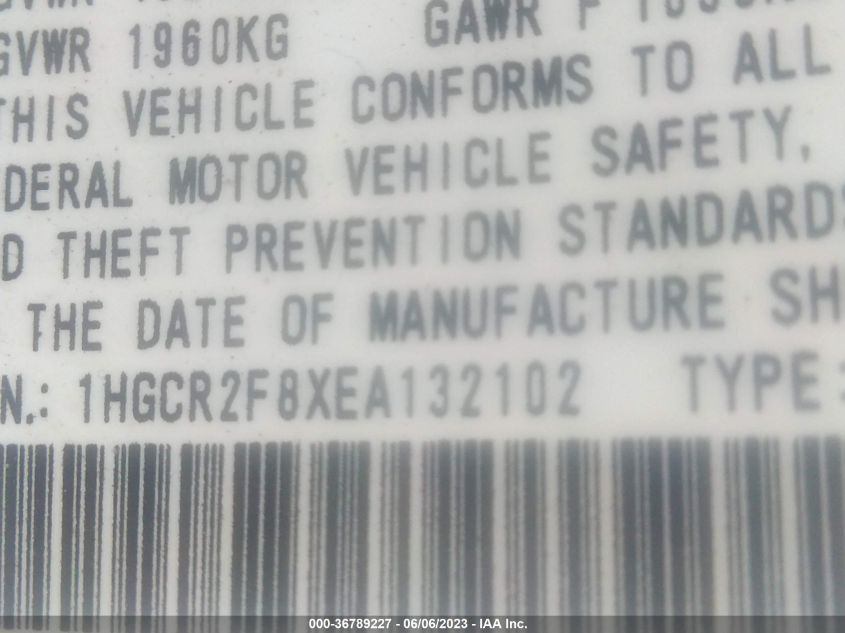 GVWR 1960KG GAWR F
THIS VEHICLE CONFORMS TO ALL
DERAL MOTOR VEHICLE SAFETY,
D THEFT PREVENTION STANDARDS
THE DATE OF MANUFACTURE SH
N.: 1HGCR2F8XEA132102 TYPE:
000-36789227 - 06/06/2023 - IAA Inc.